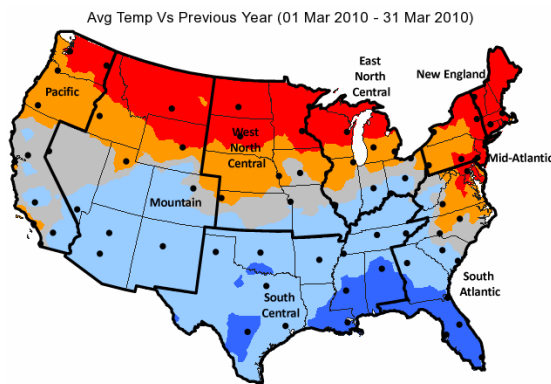 Avg Temp Vs Previous Year (01 Mar 2010 - 31 Mar 2010)
East
North
Central
New England
Pacific
West
North
Central
Mid-Atlantic
Mountain
South
Central
South
Atlantic